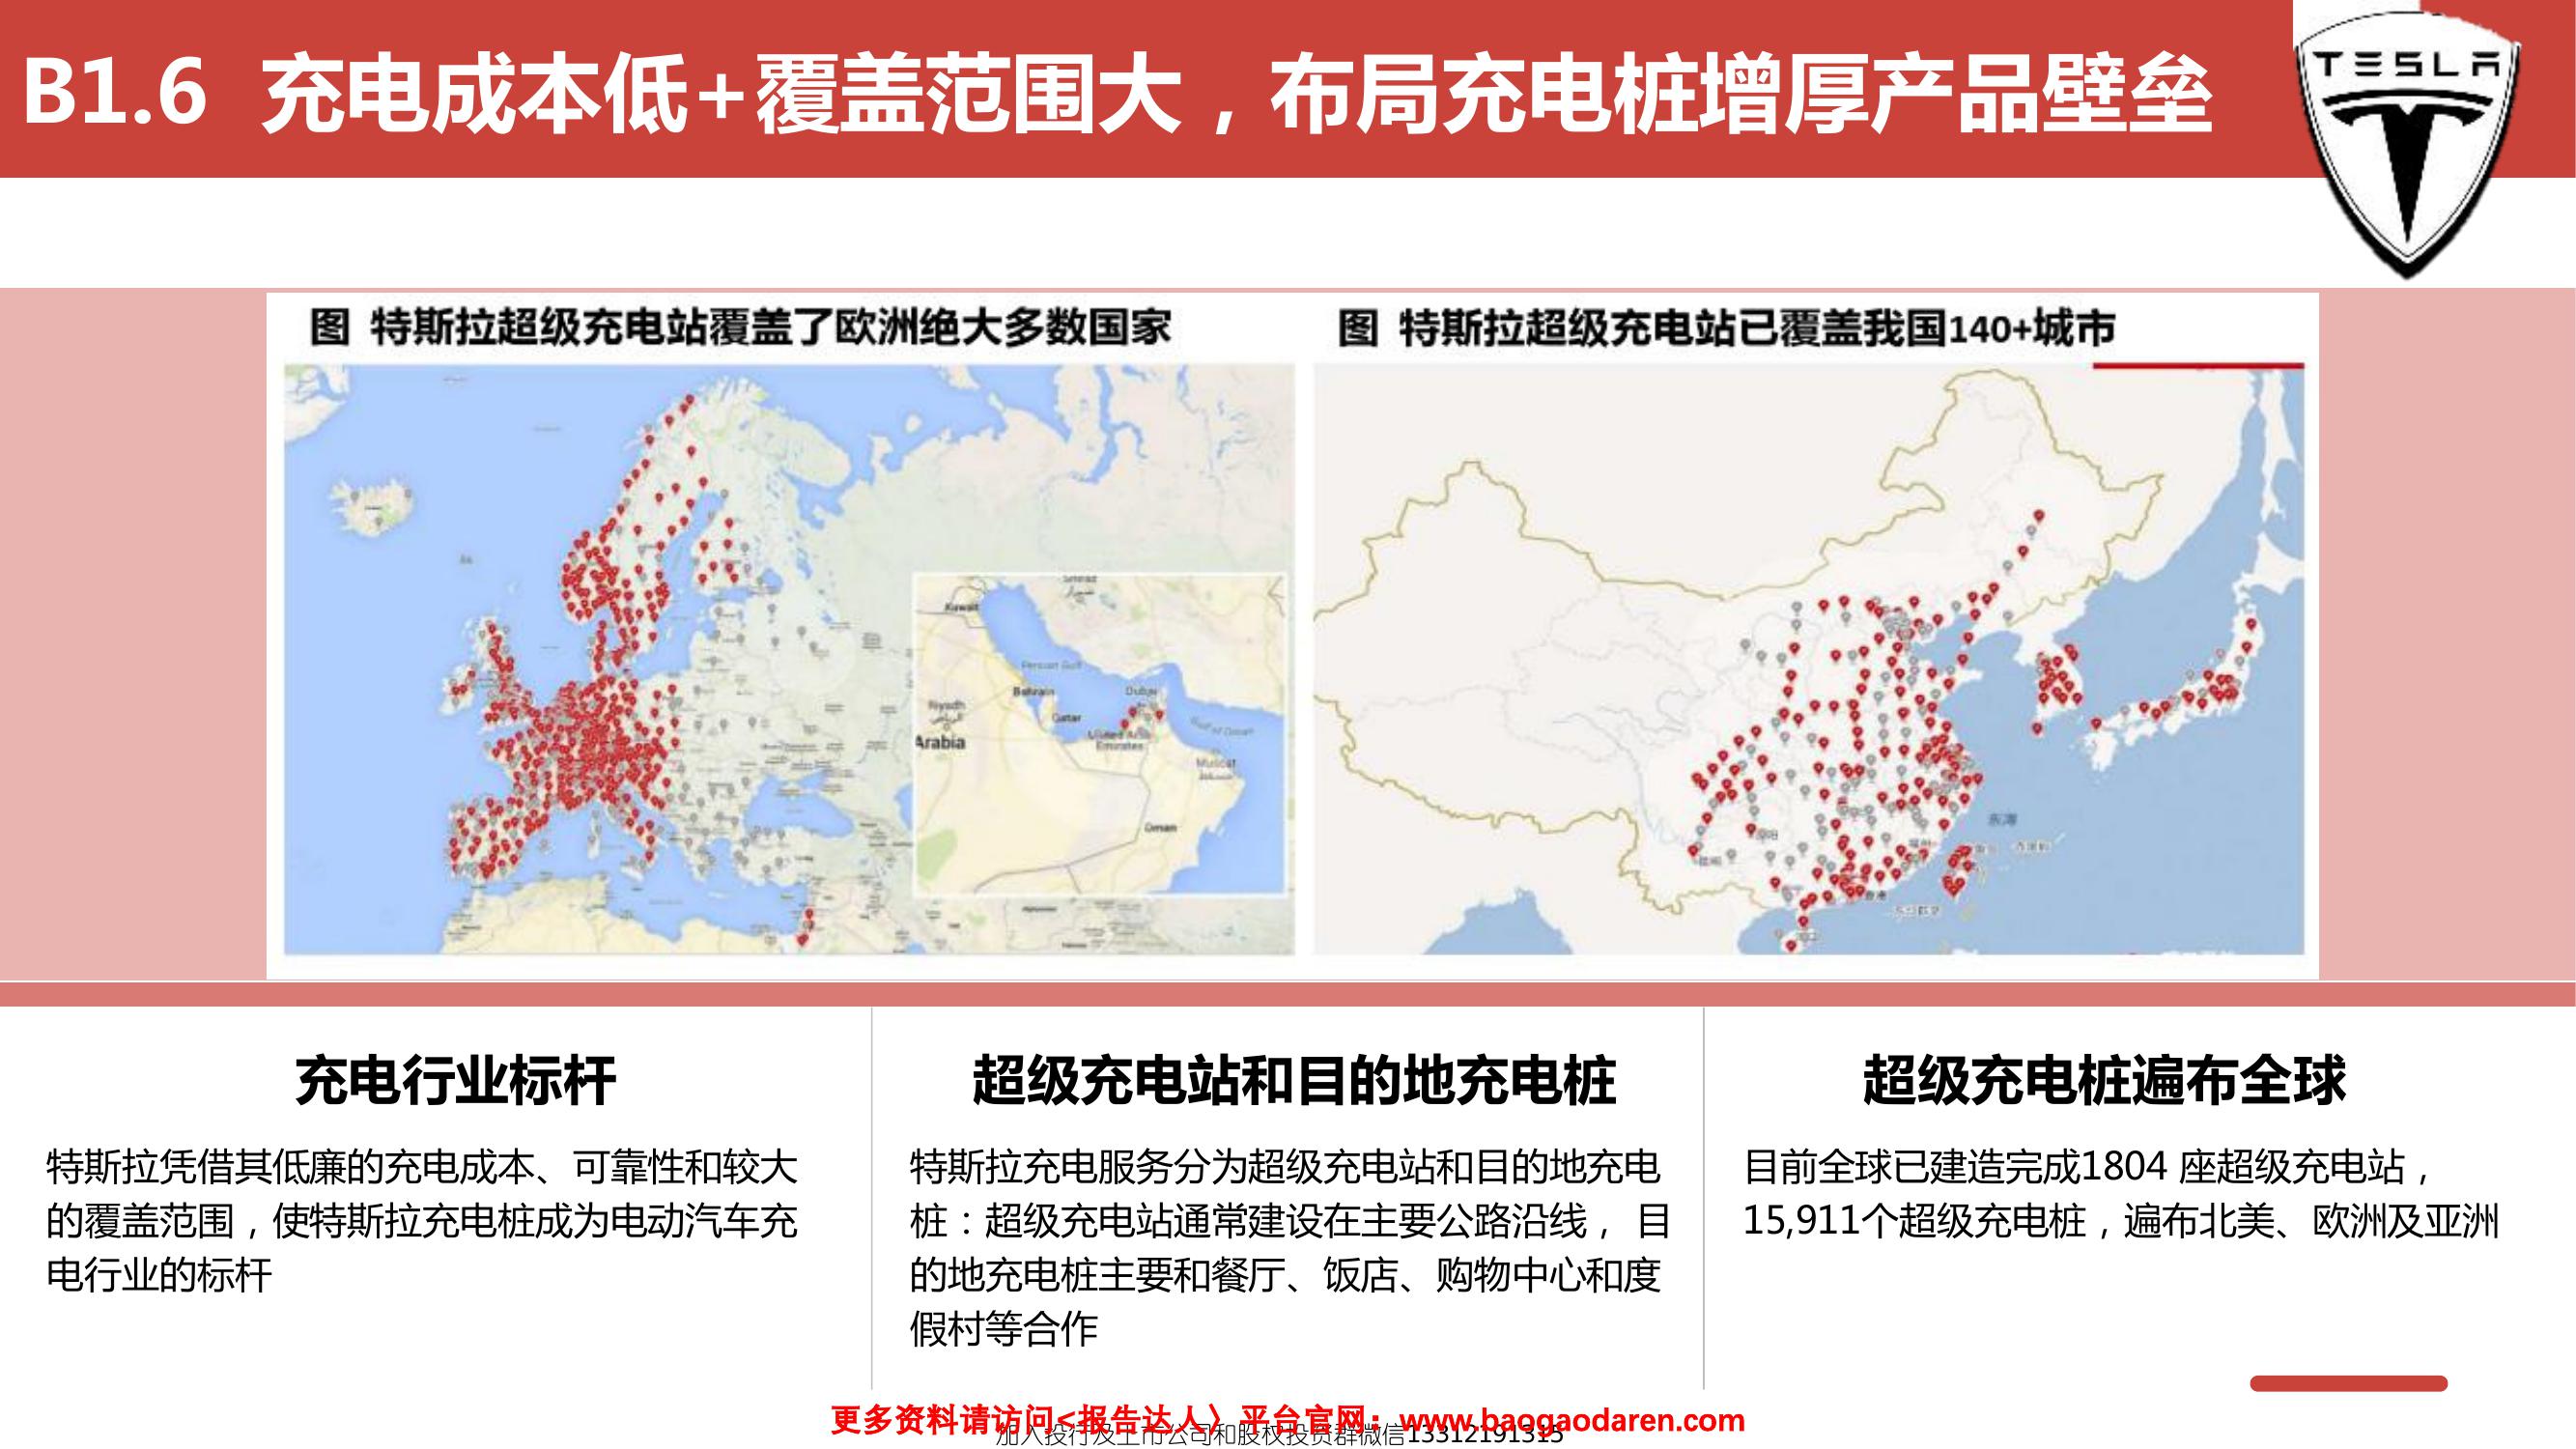 B1.6 充电成本低+覆盖范围大，布局充电桩增厚产品壁垒
TESLA
图 特斯拉超级充电站覆盖了欧洲绝大多数国家
图 特斯拉超级充电站已覆盖我国140+城市
Kuwait
Persian Gulf
Bahrain
Dubai
Riyadh
Qatar
Arabia
United Arab
Emirates
Gulf of Oman
Muscat
Oman
东海
充电行业标杆
特斯拉凭借其低廉的充电成本、可靠性和较大
的覆盖范围，使特斯拉充电桩成为电动汽车充
电行业的标杆
超级充电站和目的地充电桩
特斯拉充电服务分为超级充电站和目的地充电
桩：超级充电站通常建设在主要公路沿线， 目
的地充电桩主要和餐厅、饭店、购物中心和度
假村等合作
超级充电桩遍布全球
目前全球已建造完成1804 座超级充电站，
15,911个超级充电桩，遍布北美、欧洲及亚洲
更多资料请访问<报告达人〉平台官网：www.baogaodaren.com
加入投行及上市公司和股权投资群微信13312191315